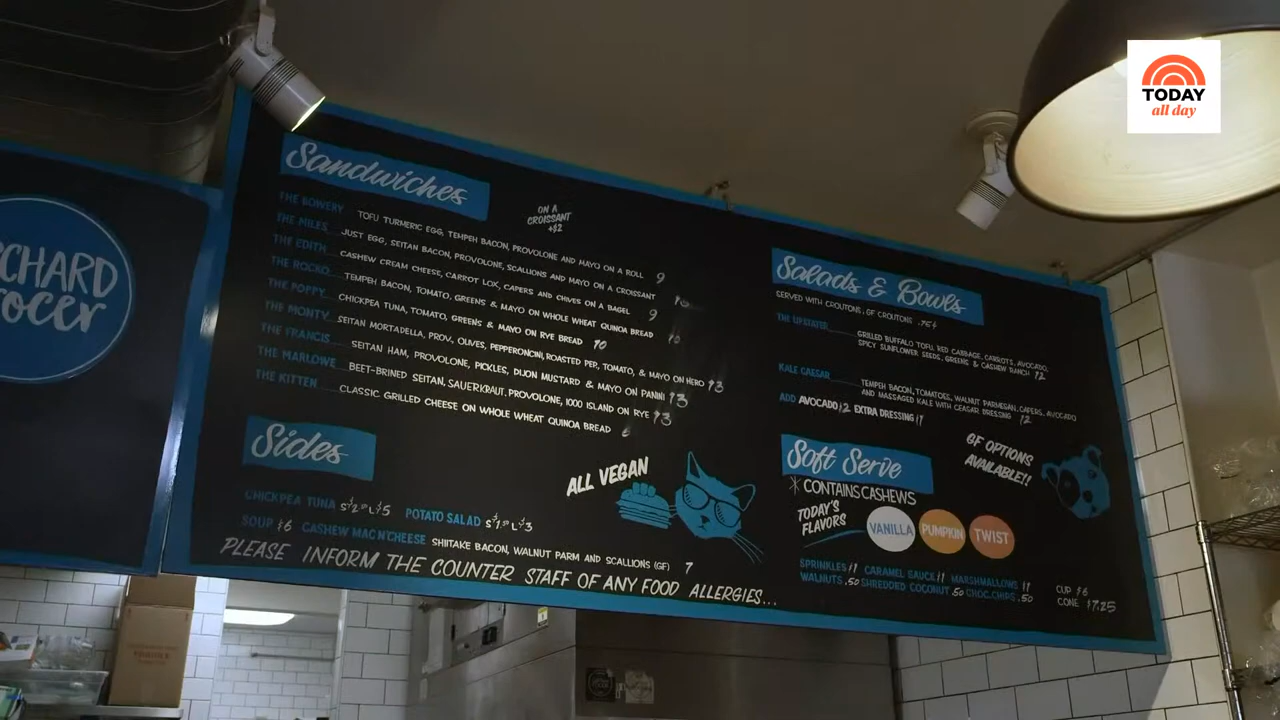 TODAY
all day
CHARD
rocer
Sandwiches
ON A
CROISSANT
+$2
THE BOWERY TOFU TURMERIC EGG, TEMPEH BACON, PROVOLONE AND MAYO ON A ROLL 9
THE MILES JUST EGG, SEITAN BACON, PROVOLONE, SCALLIONS AND MAYO ON A CROISSANT
THE EDITH CASHEW CREAM CHEESE, CARROT LOX, CAPERS AND CHIVES ON A BAGEL 9
THE ROCKO TEMPEH BACON, TOMATO, GREENS & MAYO ON WHOLE WHEAT QUINOA BREAD 10
THE POPPY CHICKPEA TUNA, TOMATO, GREENS & MAYO ON RYE BREAD 10
THE MONTY SEITAN MORTADELLA, PROV, OLIVES, PEPPERONCINI, ROASTED PEP, TOMATO, & MAYO ON HERO 13
THE FRANCIS SEITAN HAM, PROVOLONE, PICKLES, DIJON MUSTARD & MAYO ON PANINI 13
THE MARLOWE BEET-BRINED SEITAN, SAUERKRAUT, PROVOLONE, 1000 ISLAND ON RYE 13
THE KITTEN CLASSIC GRILLED CHEESE ON WHOLE WHEAT QUINOA BREAD
Sides
CHICKPEA TUNA POTATO SALAD
SOUP $6 CASHEW MAC N'CHEESE SHIITAKE BACON, WALNUT PARM AND SCALLIONS (GF) 7
PLEASE INFORM THE COUNTER STAFF OF ANY FOOD ALLERGIES...
ALL VEGAN
Salads & Bowls
SERVED WITH CROUTONS, GF CROUTONS .75¢
THE UPSTATER GRILLED BUFFALO TOFU, RED CABBAGE, CARROTS, AVOCADO,
SPICY SUNFLOWER SEEDS, GREENS & CASHEW RANCH 12
KALE CAESAR TEMPEH BACON, TOMATOES, WALNUT PARMESAN, CAPERS, AVOCADO
AND MASSAGED KALE WITH CEASAR DRESSING 12
ADD AVOCADO $2 EXTRA DRESSING $1
Soft Serve
* CONTAINS CASHEWS
GF OPTIONS
AVAILABLE!!
TODAY'S
FLAVORS
VANILLA PUMPKIN TWIST
SPRINKLES $1 CARAMEL SAUCE $1 MARSHMALLOWS $1
WALNUTS .50 SHREDDED COCONUT .50 CHOC.CHIPS .50
CUP $6
CONE $7.25